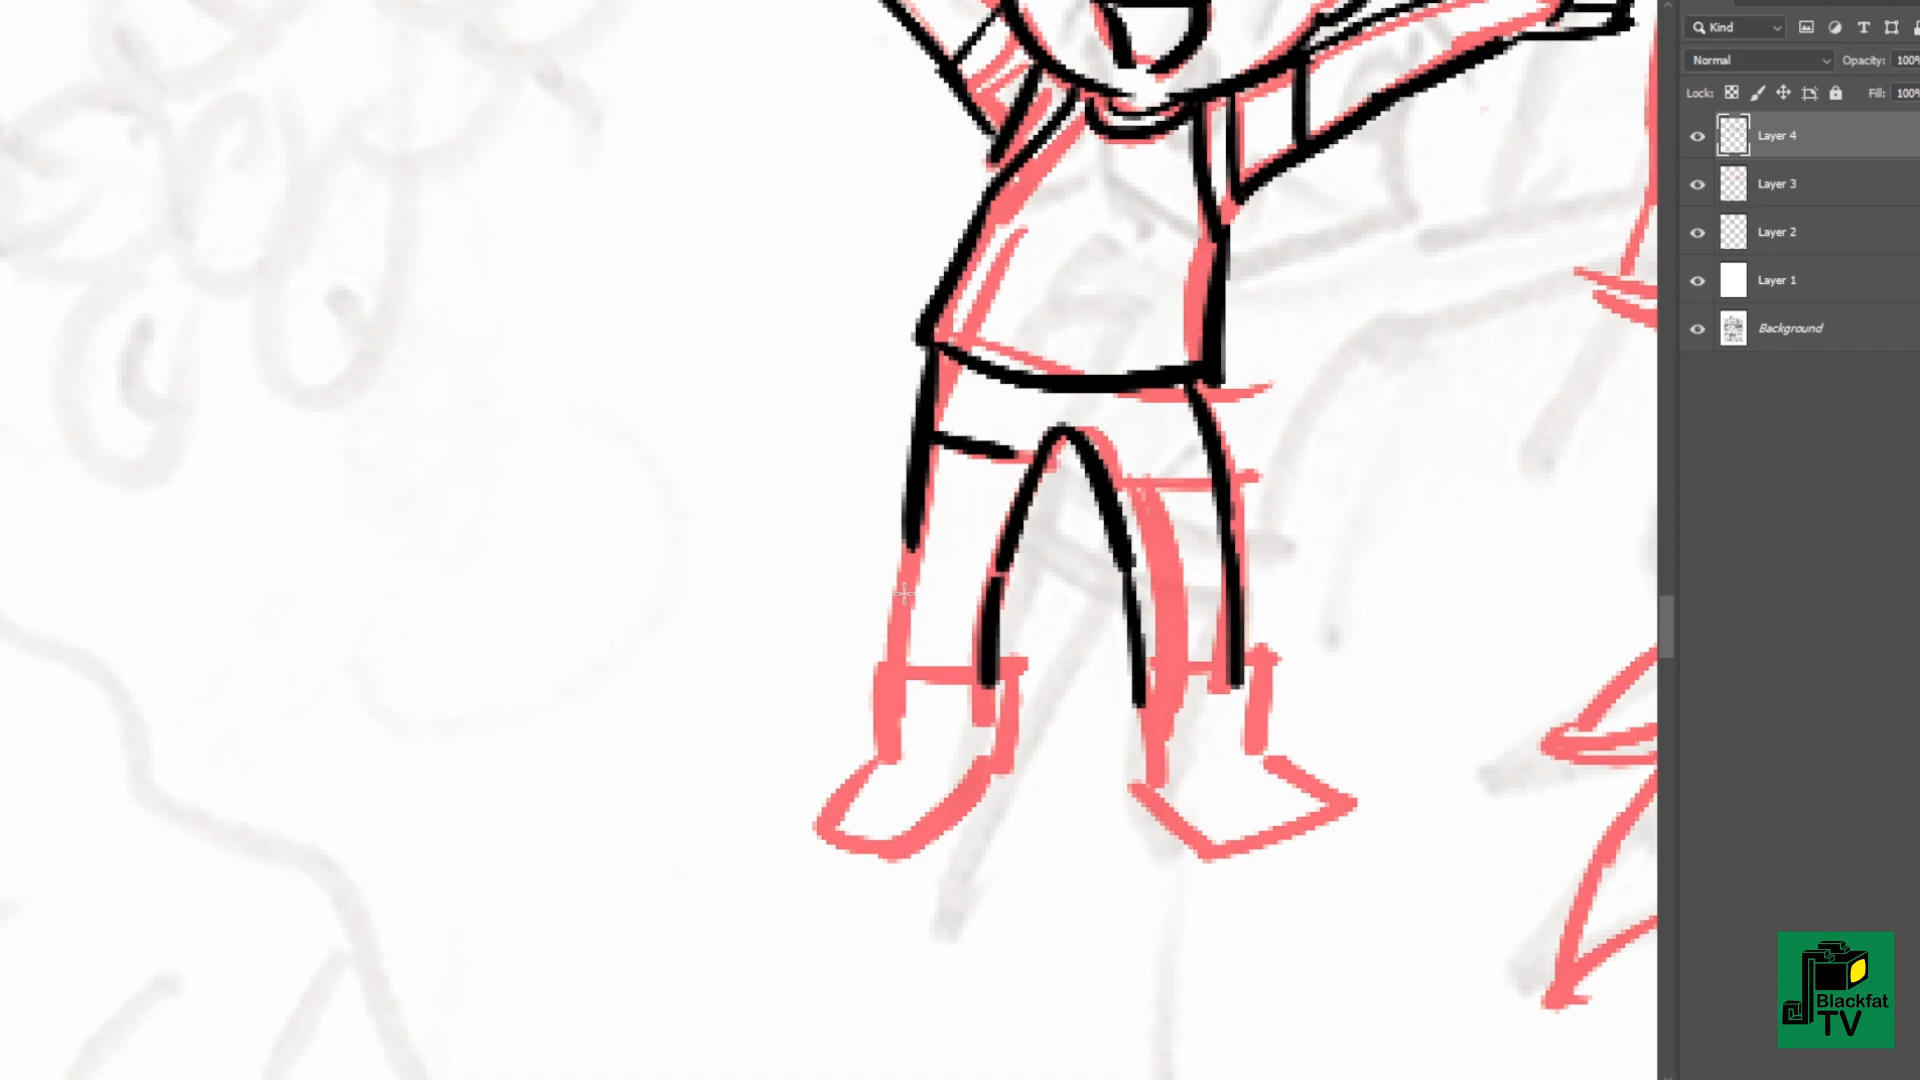 Kind
Normal
Opacity: 100%
Lock:
Fill: 100%
Layer 4
Layer 3
Layer 2
Layer 1
Background
Blackfat
TV